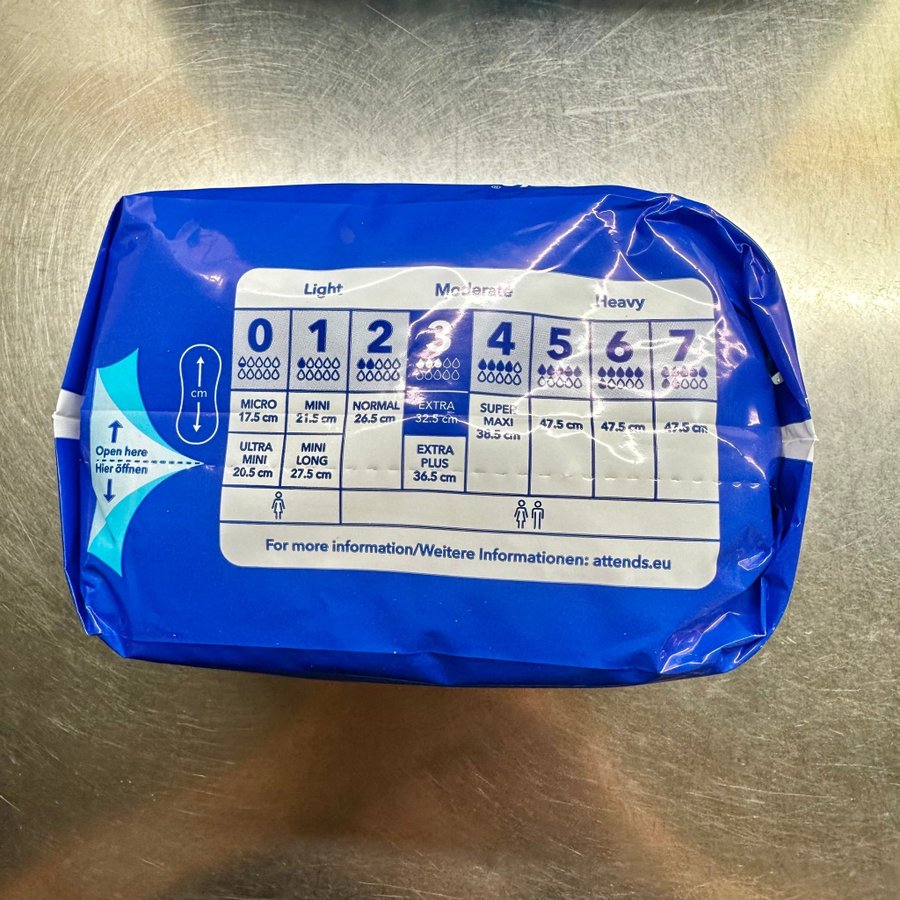 Light Moderate Heavy
0 1 2 3 4 5 6 7
MICRO 17.5 cm
MINI 21.5 cm
NORMAL 26.5 cm
EXTRA 32.5 cm
SUPER MAXI 38.5 cm
47.5 cm
47.5 cm
47.5 cm
ULTRA MINI 20.5 cm
MINI LONG 27.5 cm
EXTRA PLUS 36.5 cm
cm
Open here
Hier öffnen
For more information/Weitere Informationen: attends.eu